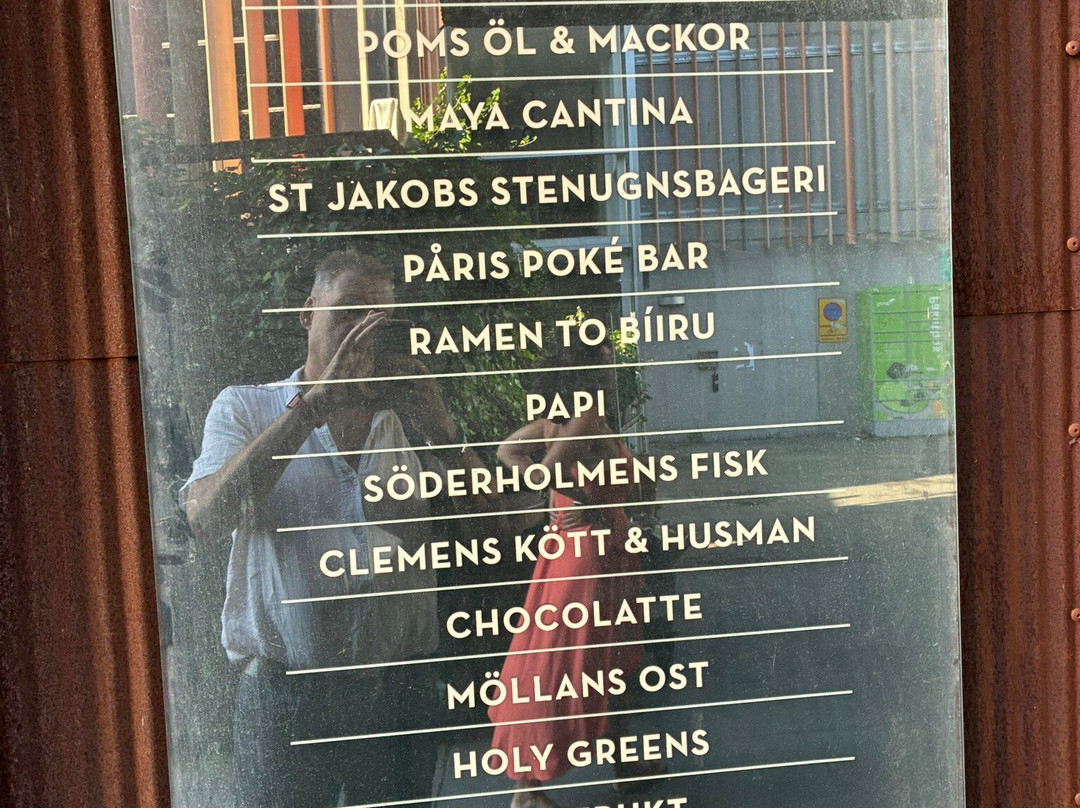 POMS ÖL & MACKOR
MAYA CANTINA
ST JAKOBS STENUGNSBAGERI
PÅRIS POKÉ BAR
RAMEN TO BÍIRU
PAPI
SÖDERHOLMENS FISK
CLEMENS KÖTT & HUSMAN
CHOCOLATTE
MÖLLANS OST
HOLY GREENS